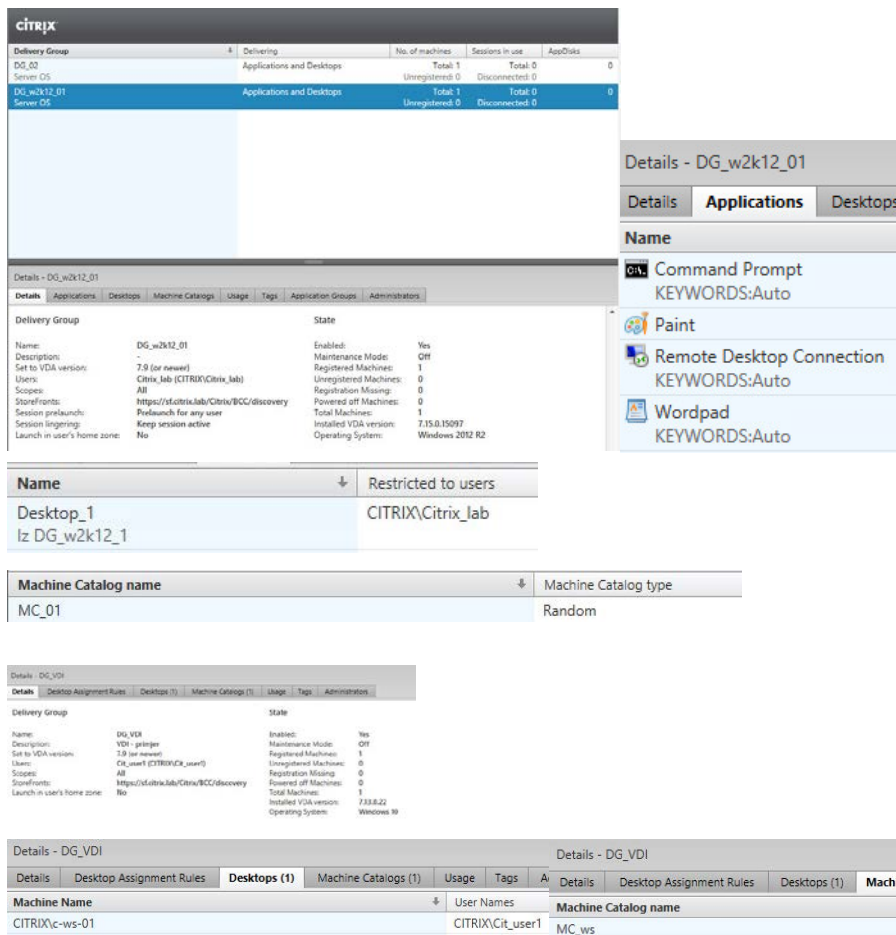 CİTRIX
Delivery Group Delivering No. of machines Sessions in use AppDisks
DG_02 Applications and Desktops Total: 1 Total: 0 0
Server OS Unregistered: 0 Disconnected: 0
DG_w2k12_01 Applications and Desktops Total: 1 Total: 0 0
Server OS Unregistered: 0 Disconnected: 0
Details - DG_w2k12_01
Details Applications Desktops Machine Catalogs Usage Tags Application Groups Administrators
Delivery Group State
Name: DG_w2k12_01 Enabled: Yes
Description: - Maintenance Mode: Off
Set to VDA version: 7.9 (or newer) Registered Machines: 1
Users: Citrix_lab (CITRIX\Citrix_lab) Unregistered Machines: 0
Scopes: All Registration Missing: 0
StoreFronts: https://sf.citrix.lab/Citrix/BCC/discovery Powered off Machines: 0
Session prelaunch: Prelaunch for any user Total Machines: 1
Session lingering: Keep session active Installed VDA version: 7.15.0.15097
Launch in user's home zone: No Operating System: Windows 2012 R2
Details - DG_w2k12_01
Details Applications Desktops
Name
Command Prompt
KEYWORDS:Auto
Paint
Remote Desktop Connection
KEYWORDS:Auto
Wordpad
KEYWORDS:Auto
Name Restricted to users
Desktop_1 CITRIX\Citrix_lab
Iz DG_w2k12_1
Machine Catalog name Machine Catalog type
MC_01 Random
Details - DG_VDI
Details Desktop Assignment Rules Desktops (1) Machine Catalogs (1) Usage Tags Administrators
Delivery Group State
Name: DG_VDI Enabled: Yes
Description: VDI - primjer Maintenance Mode: Off
Set to VDA version: 7.9 (or newer) Registered Machines: 1
Users: Cit_user1 (CITRIX\Cit_user1) Unregistered Machines: 0
Scopes: All Registration Missing: 0
StoreFronts: https://sf.citrix.lab/Citrix/BCC/discovery Powered off Machines: 0
Launch in user's home zone: No Total Machines: 1
Installed VDA version:
Operating System: Windows 10
Details - DG_VDI
Details Desktop Assignment Rules Desktops (1) Machine Catalogs (1) Usage Tags
Machine Name User Names
CITRIX\c-ws-01 CITRIX\Cit_user1
Details - DG_VDI
Details Desktop Assignment Rules Desktops (1) Mach
Machine Catalog name
MC_ws